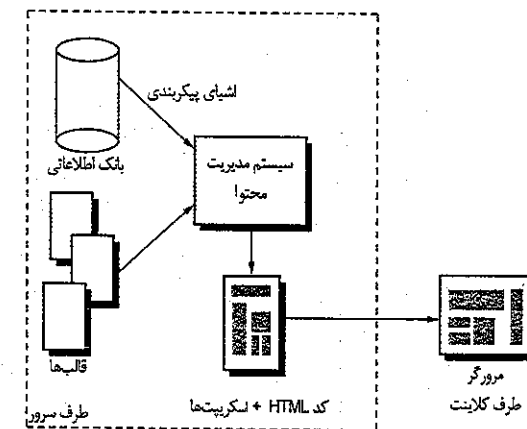 اشیای پیکربندی
بانک اطلاعاتی
سیستم مدیریت
محتوا
قالب‌ها
کد HTML + اسکریپت‌ها
طرف سرور
مرورگر
طرف کلاینت